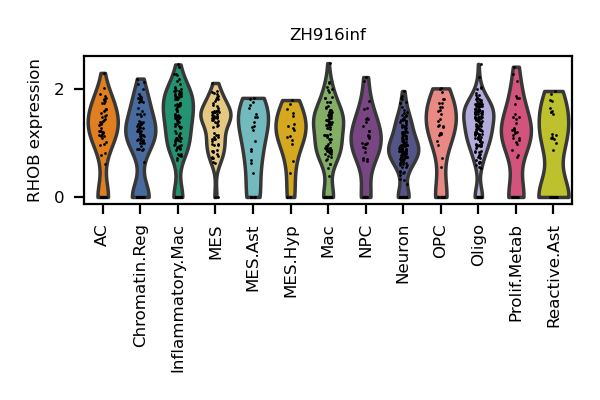 ZH916inf
RHOB expression
2
0
AC
Chromatin.Reg
Inflammatory.Mac
MES
MES.Ast
MES.Hyp
Mac
NPC
Neuron
OPC
Oligo
Prolif.Metab
Reactive.Ast